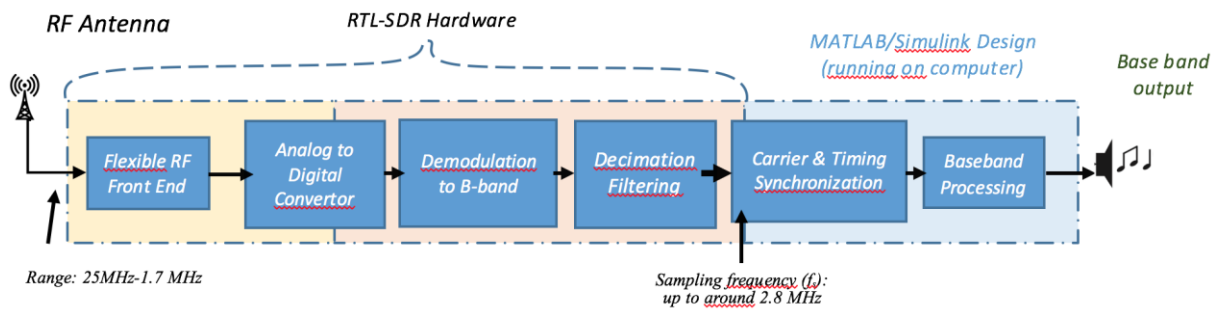 RF Antenna
RTL-SDR Hardware
MATLAB/Simulink Design
(running on computer)
Base band
output
Flexible RF
Front End
Analog to
Digital
Convertor
Demodulation
to B-band
Decimation
Filtering
Carrier & Timing
Synchronization
Baseband
Processing
Range: 25MHz-1.7 MHz
Sampling frequency (fs):
up to around 2.8 MHz